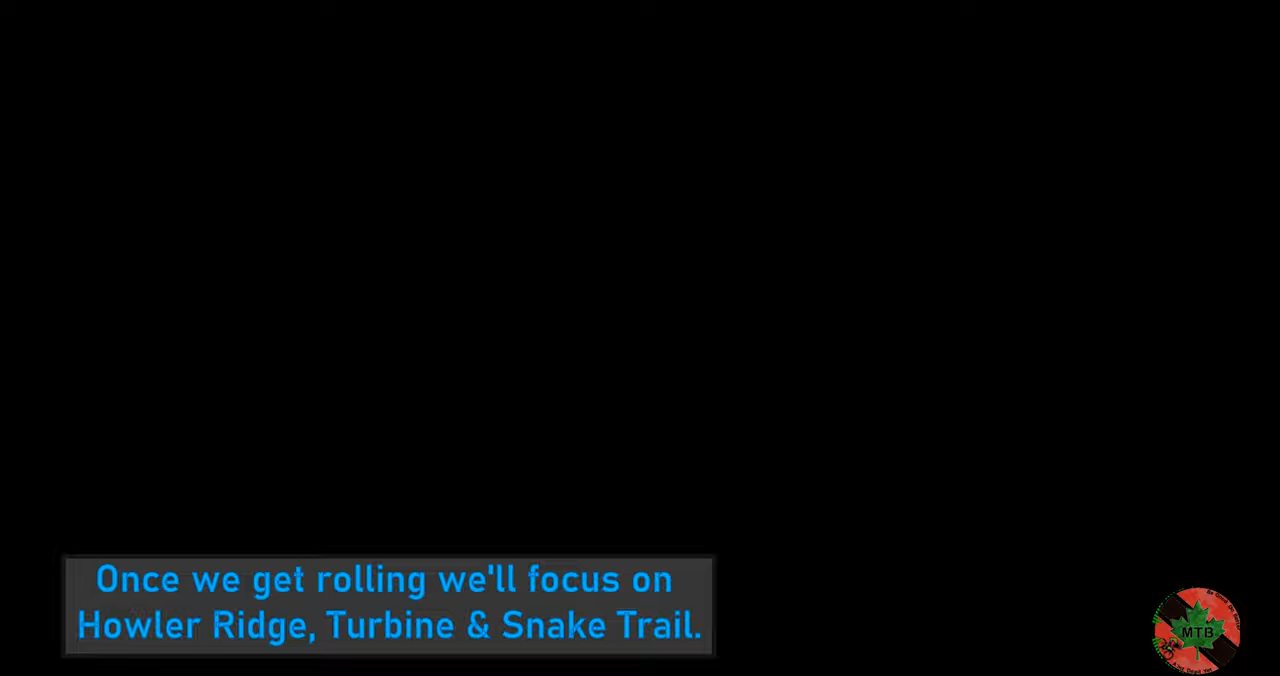 Once we get rolling we'll focus on
Howler Ridge, Turbine & Snake Trail.
MTB